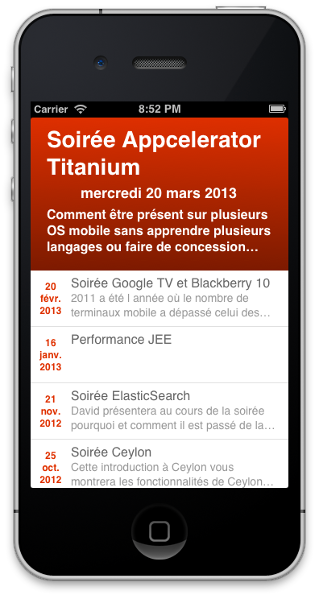 Carrier 8:52 PM
Soirée Appcelerator
Titanium
mercredi 20 mars 2013
Comment être présent sur plusieurs
OS mobile sans apprendre plusieurs
langages ou faire de concession...
20
févr.
2013
Soirée Google TV et Blackberry 10
2011 a été l année où le nombre de
terminaux mobile a dépassé celui des...
16
janv.
2013
Performance JEE
21
nov.
2012
Soirée ElasticSearch
David présentera au cours de la soirée
pourquoi et comment il est passé de la...
25
oct.
2012
Soirée Ceylon
Cette introduction à Ceylon vous
montrera les fonctionnalités de Ceylon...